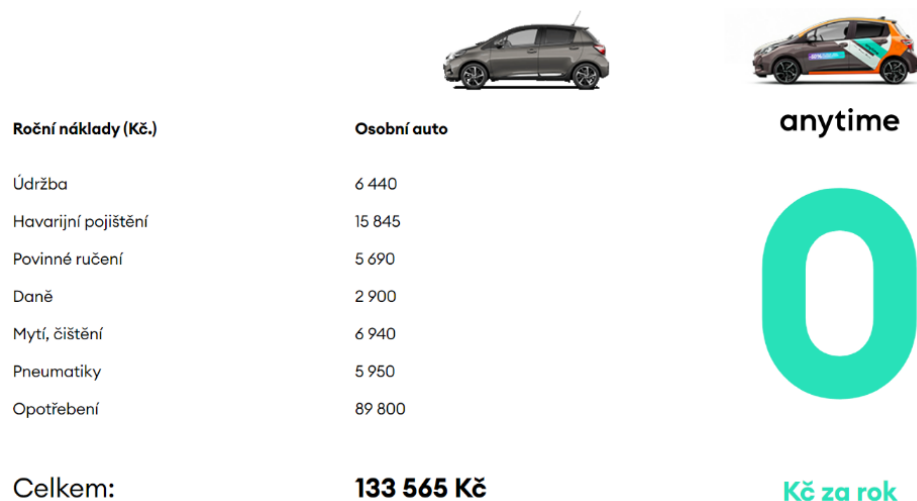 anytime
Roční náklady (Kč.) Osobní auto
Údržba 6 440
Havarijní pojištění 15 845
Povinné ručení 5 690
Daně 2 900
Mytí, čištění 6 940
Pneumatiky 5 950
Opotřebení 89 800
0
Celkem: 133 565 Kč
Kč za rok